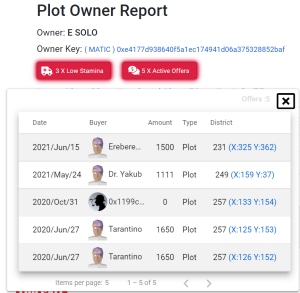 Plot Owner Report
Owner: E SOLO
Owner Key: ( MATIC ) 0xe4177d938640f5a1ec174941d06a375328852baf
3 X Low Stamina 5 X Active Offers
Offers :5
Date Buyer Amount Type Plot District
2021/Jun/15 Erebere... 1500 Plot 231 (X:325 Y:362)
2021/May/24 Dr. Yakub 1111 Plot 249 (X:159 Y:37)
2020/Oct/31 0x1199c... 0 Plot 257 (X:133 Y:154)
2020/Jun/27 Tarantino 1650 Plot 257 (X:125 Y:153)
2020/Jun/27 Tarantino 1650 Plot 257 (X:126 Y:152)
Items per page: 5 1 – 5 of 5